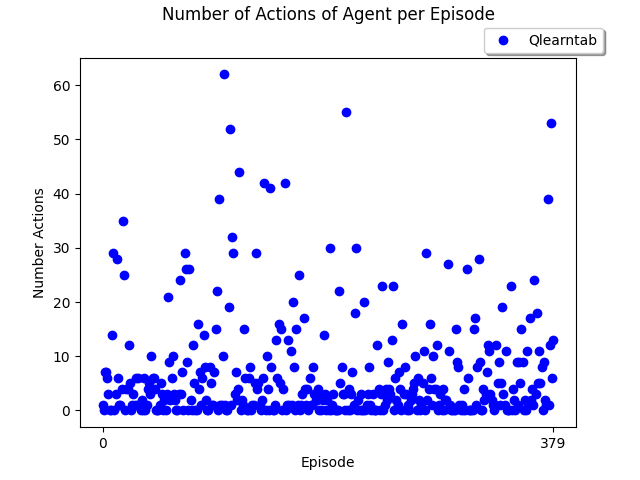 Number of Actions of Agent per Episode
Qlearntab
60
50
40
30
20
10
0
Number Actions
0 379
Episode